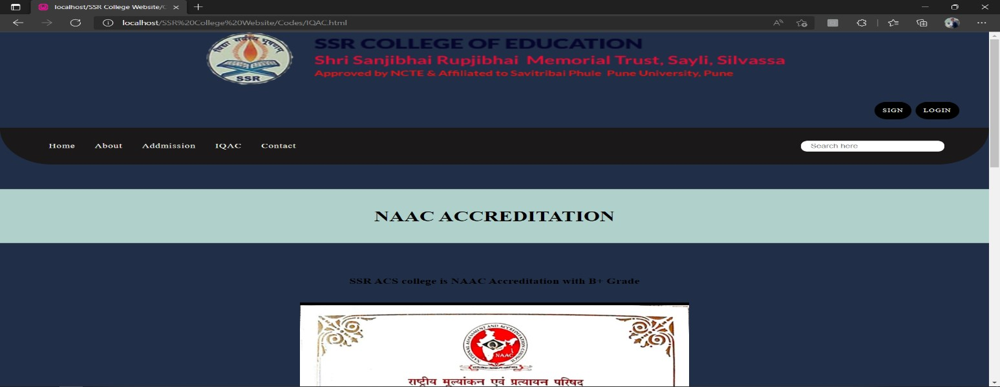 localhost/SSR College Website/C
localhost/SSR%20College%20Website/Codes/IQAC.html
विद्या सर्वस्य भूषणम्
SSR
SSR COLLEGE OF EDUCATION
Shri Sanjibhai Rupjibhai Memorial Trust, Sayli, Silvassa
Approved by NCTE & Affiliated to Savitribai Phule Pune University, Pune
SIGN LOGIN
Home About Addmission IQAC Contact Search here
NAAC ACCREDITATION
SSR ACS college is NAAC Accreditation with B+ Grade
NATIONAL ASSESSMENT AND ACCREDITATION COUNCIL
NAAC
राष्ट्रीय मूल्यांकन एवं प्रत्यायन परिषद